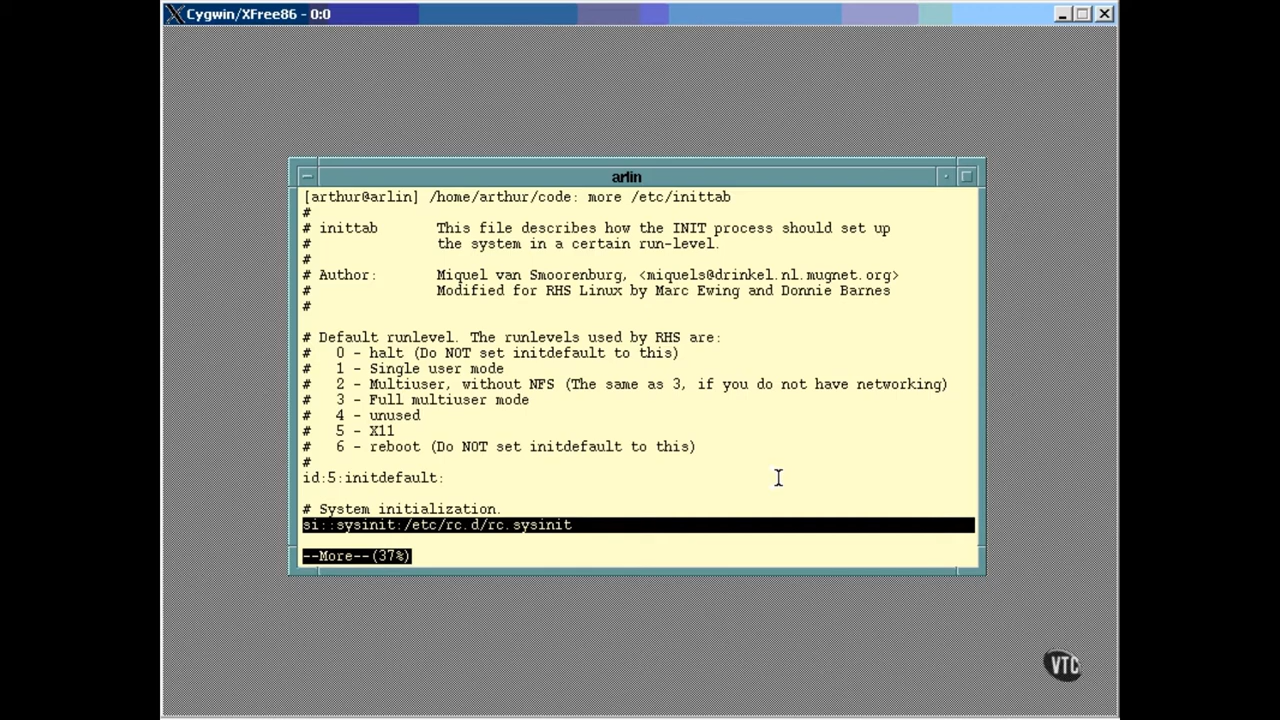 Cygwin/XFree86 - 0:0
arlin
[arthur@arlin] /home/arthur/code: more /etc/inittab
#
# inittab       This file describes how the INIT process should set up
#               the system in a certain run-level.
#
# Author:       Miquel van Smoorenburg, <miquels@drinkel.nl.mugnet.org>
#               Modified for RHS Linux by Marc Ewing and Donnie Barnes
#
# Default runlevel. The runlevels used by RHS are:
#   0 - halt (Do NOT set initdefault to this)
#   1 - Single user mode
#   2 - Multiuser, without NFS (The same as 3, if you do not have networking)
#   3 - Full multiuser mode
#   4 - unused
#   5 - X11
#   6 - reboot (Do NOT set initdefault to this)
#
id:5:initdefault:
# System initialization.
si::sysinit:/etc/rc.d/rc.sysinit
--More--(37%)
VTC